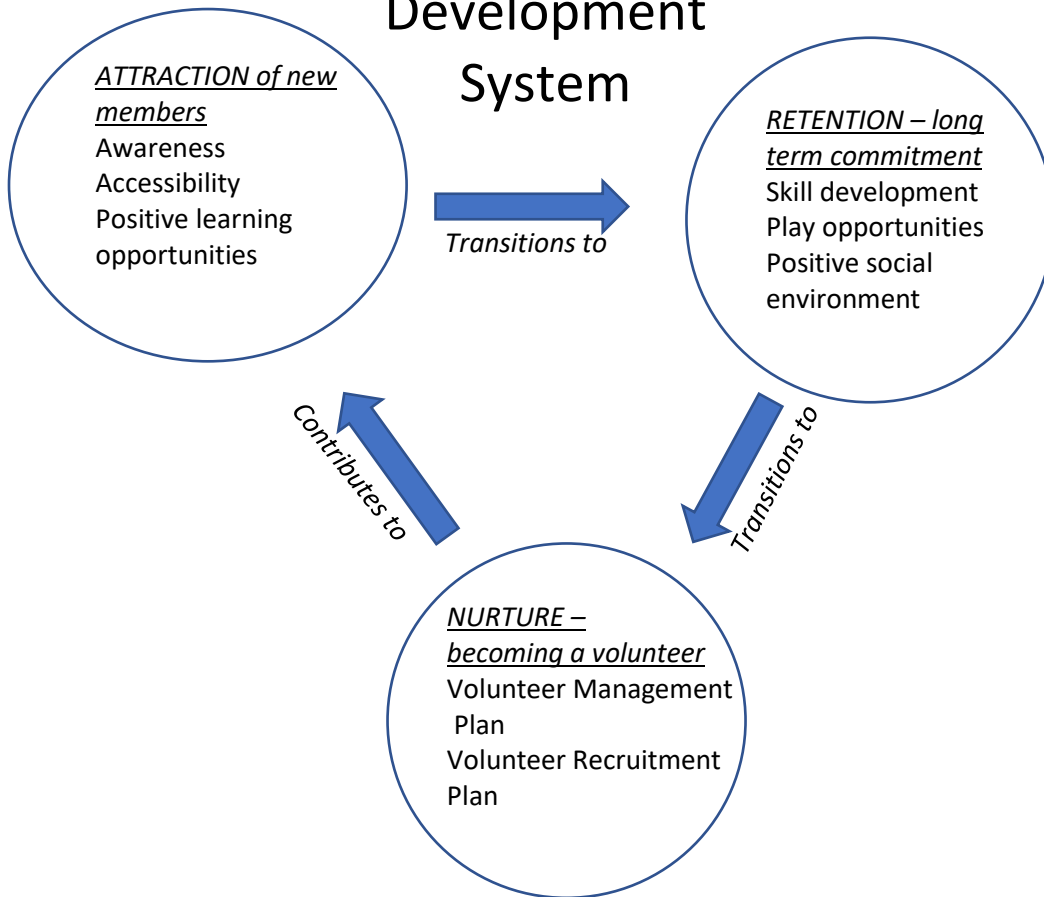 Development
System
ATTRACTION of new
members
Awareness
Accessibility
Positive learning
opportunities
Transitions to
RETENTION – long
term commitment
Skill development
Play opportunities
Positive social
environment
Transitions to
NURTURE –
becoming a volunteer
Volunteer Management
Plan
Volunteer Recruitment
Plan
Contributes to